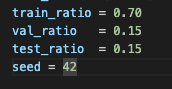 train_ratio = 0.70
val_ratio   = 0.15
test_ratio  = 0.15
seed = 42